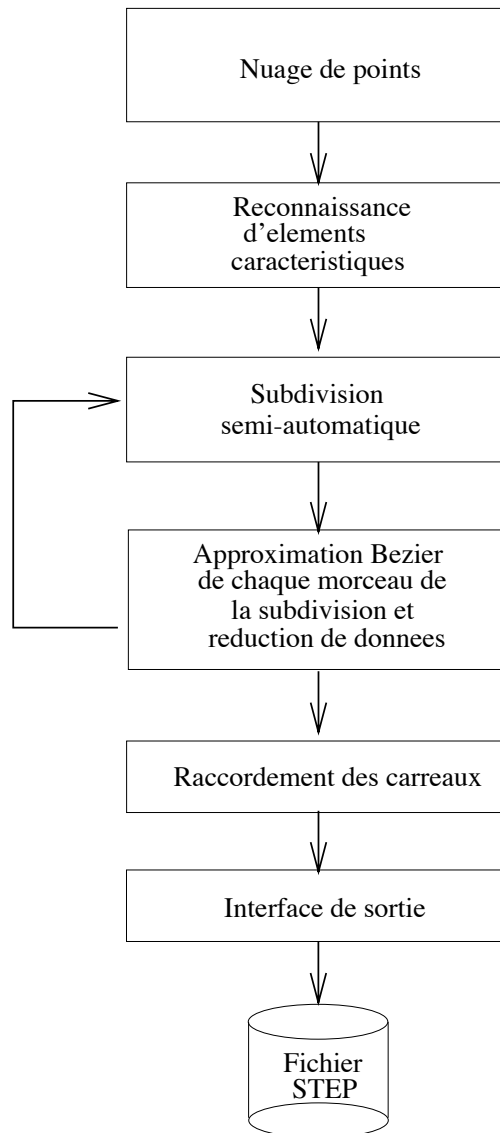 Nuage de points
Reconnaissance
d'elements
caracteristiques
Subdivision
semi-automatique
Approximation Bezier
de chaque morceau de
la subdivision et
reduction de donnees
Raccordement des carreaux
Interface de sortie
Fichier
STEP